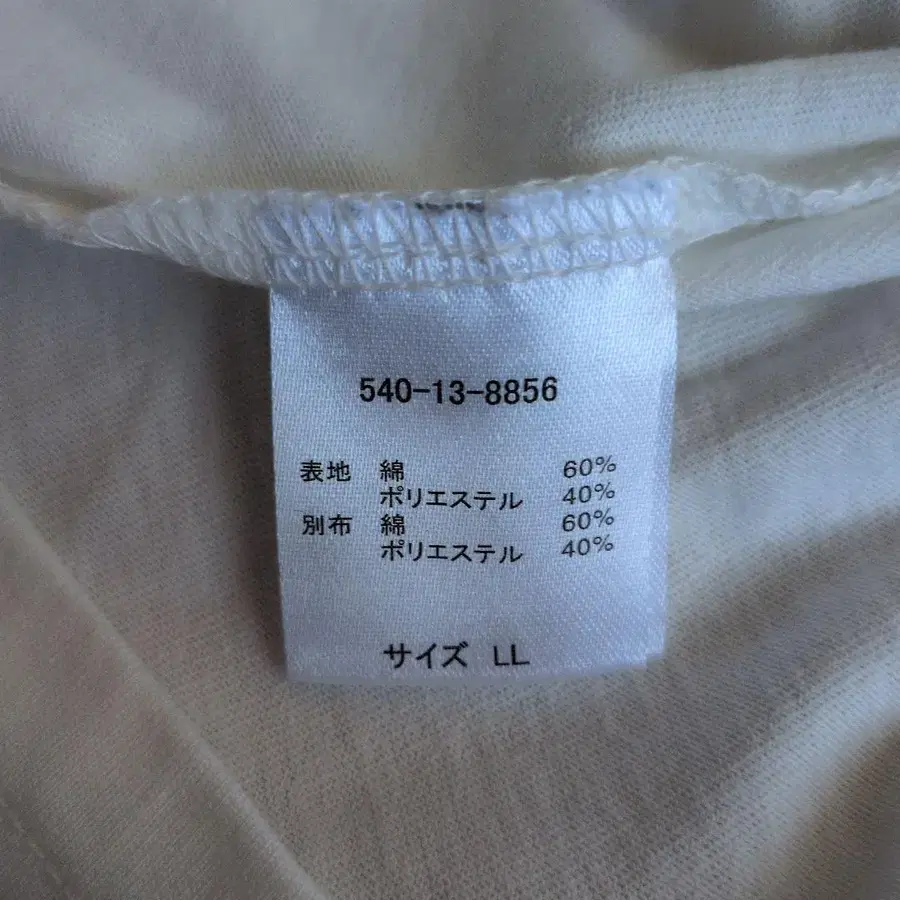 540-13-8856
表地 綿 60%
ポリエステル 40%
別布 綿 60%
ポリエステル 40%
サイズ LL